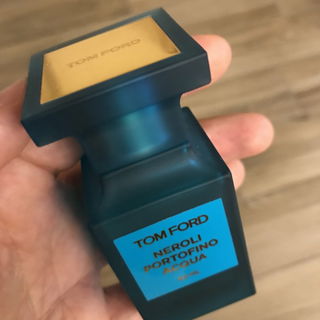 TOM FORD
TOM FORD
NEROLI
PORTOFINO
ACQUA